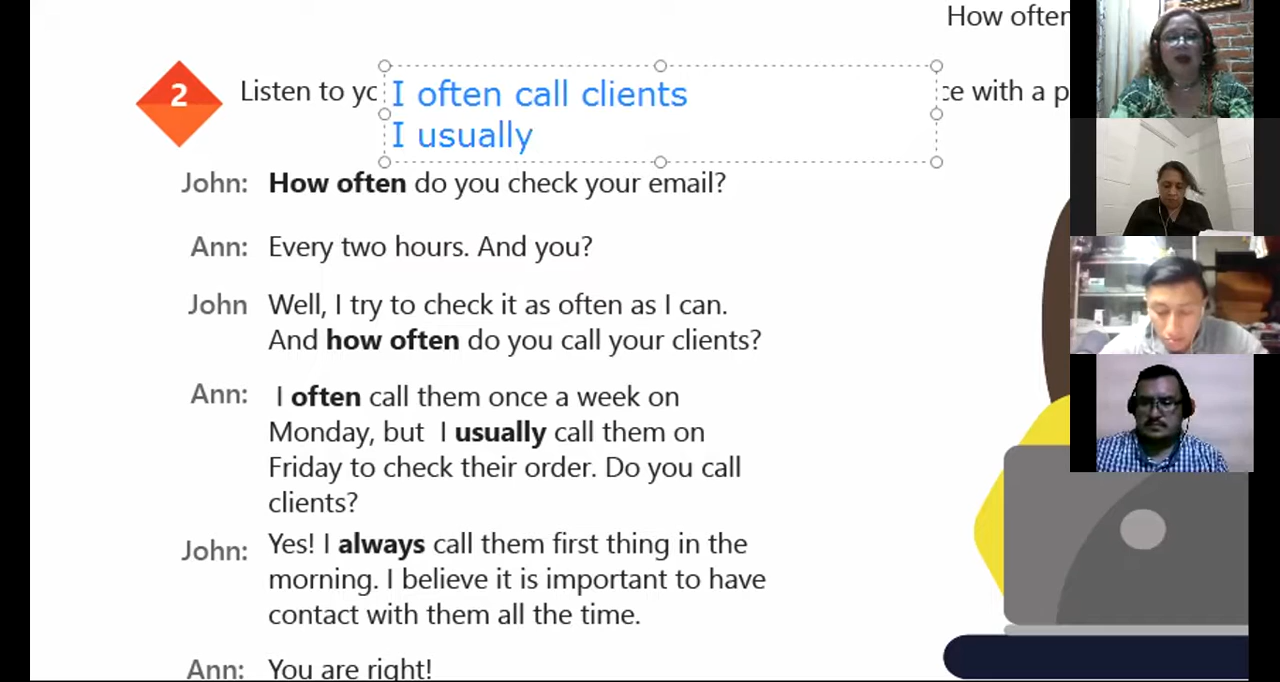 How often
2
Listen to yo
ce with a p
I often call clients
I usually
John: How often do you check your email?
Ann: Every two hours. And you?
John Well, I try to check it as often as I can.
And how often do you call your clients?
Ann: I often call them once a week on
Monday, but I usually call them on
Friday to check their order. Do you call
clients?
John: Yes! I always call them first thing in the
morning. I believe it is important to have
contact with them all the time.
Ann: You are right!